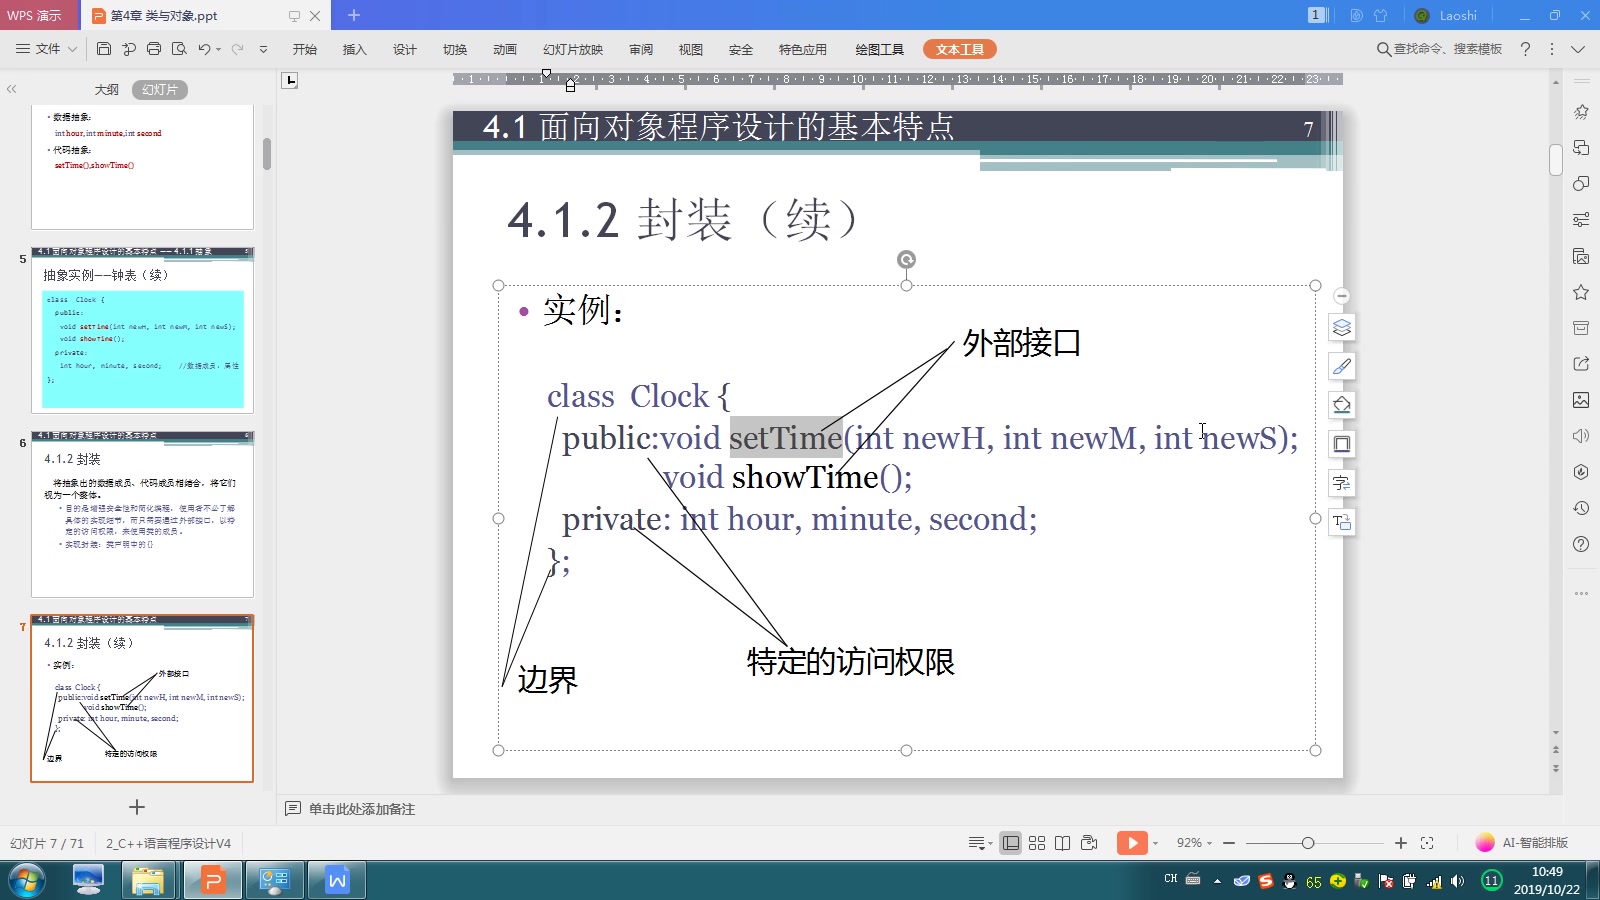 WPS 演示
第4章 类与对象.ppt
1
Laoshi
文件
开始
插入
设计
切换
动画
幻灯片放映
审阅
视图
安全
特色应用
绘图工具
文本工具
查找命令、搜索模板
大纲
幻灯片
• 数据抽象：
int hour,int minute,int second
• 代码抽象：
setTime(),showTime()
5
4.1 面向对象程序设计的基本特点 —— 4.1.1 抽象
抽象实例——钟表（续）
class Clock {
public:
void setTime(int newH, int newM, int newS);
void showTime();
private:
int hour, minute, second; //数据成员，属性
};
6
4.1 面向对象程序设计的基本特点
4.1.2 封装
将抽象出的数据成员、代码成员相结合，将它们
视为一个整体。
• 目的是增强安全性和简化编程，使用者不必了解
具体的实现细节，而只需要通过外部接口，以特
定的访问权限，来使用类的成员。
• 实现封装：类声明中的{}
7
4.1 面向对象程序设计的基本特点
7
4.1.2 封装（续）
• 实例：
外部接口
class Clock {
public:void setTime(int newH, int newM, int newS);
void showTime();
private: int hour, minute, second;
};
特定的访问权限
边界
4.1 面向对象程序设计的基本特点
7
4.1.2 封装（续）
• 实例：
外部接口
class Clock {
public:void setTime(int newH, int newM, int newS);
void showTime();
private: int hour, minute, second;
};
特定的访问权限
边界
单击此处添加备注
幻灯片 7 / 71
2_C++语言程序设计V4
92%
AI-智能排版
CH
65
11
10:49
2019/10/22